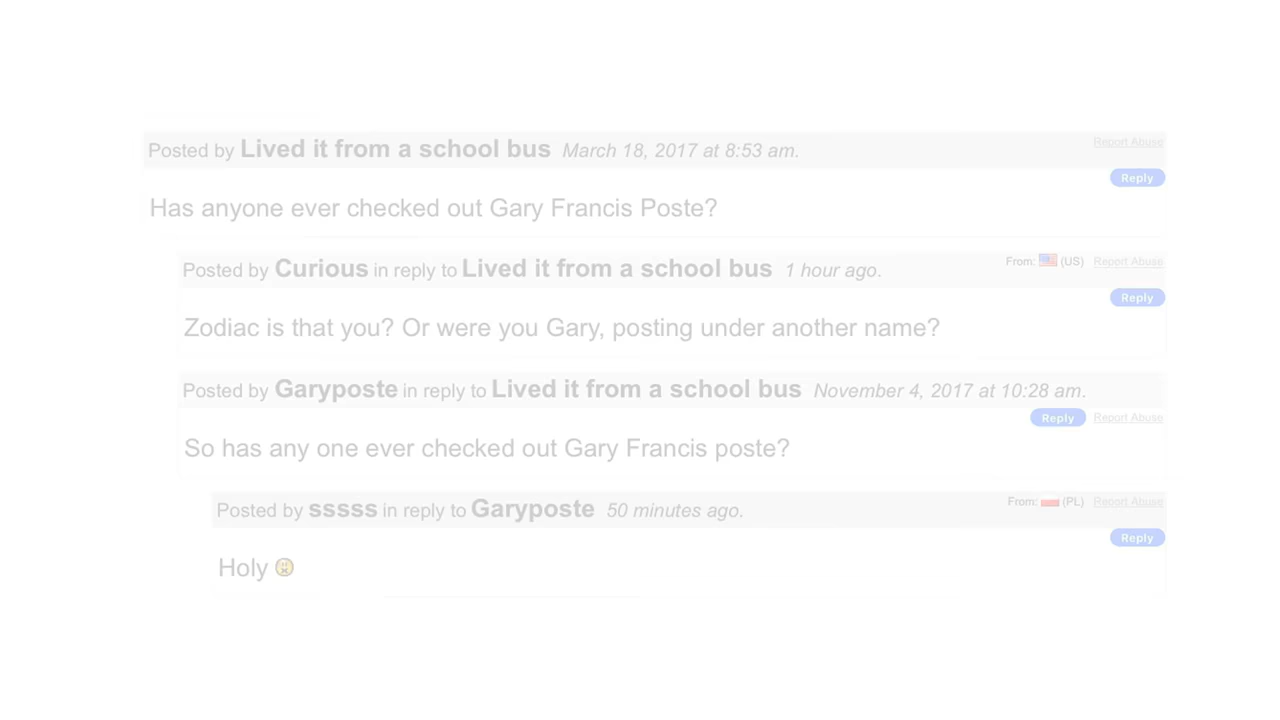 Posted by Lived it from a school bus March 18, 2017 at 8:53 am. Report Abuse
Reply
Has anyone ever checked out Gary Francis Poste?
Posted by Curious in reply to Lived it from a school bus 1 hour ago. From: (US) Report Abuse
Reply
Zodiac is that you? Or were you Gary, posting under another name?
Posted by Garyposte in reply to Lived it from a school bus November 4, 2017 at 10:28 am.
Reply Report Abuse
So has any one ever checked out Gary Francis poste?
Posted by sssss in reply to Garyposte 50 minutes ago. From: (PL) Report Abuse
Reply
Holy